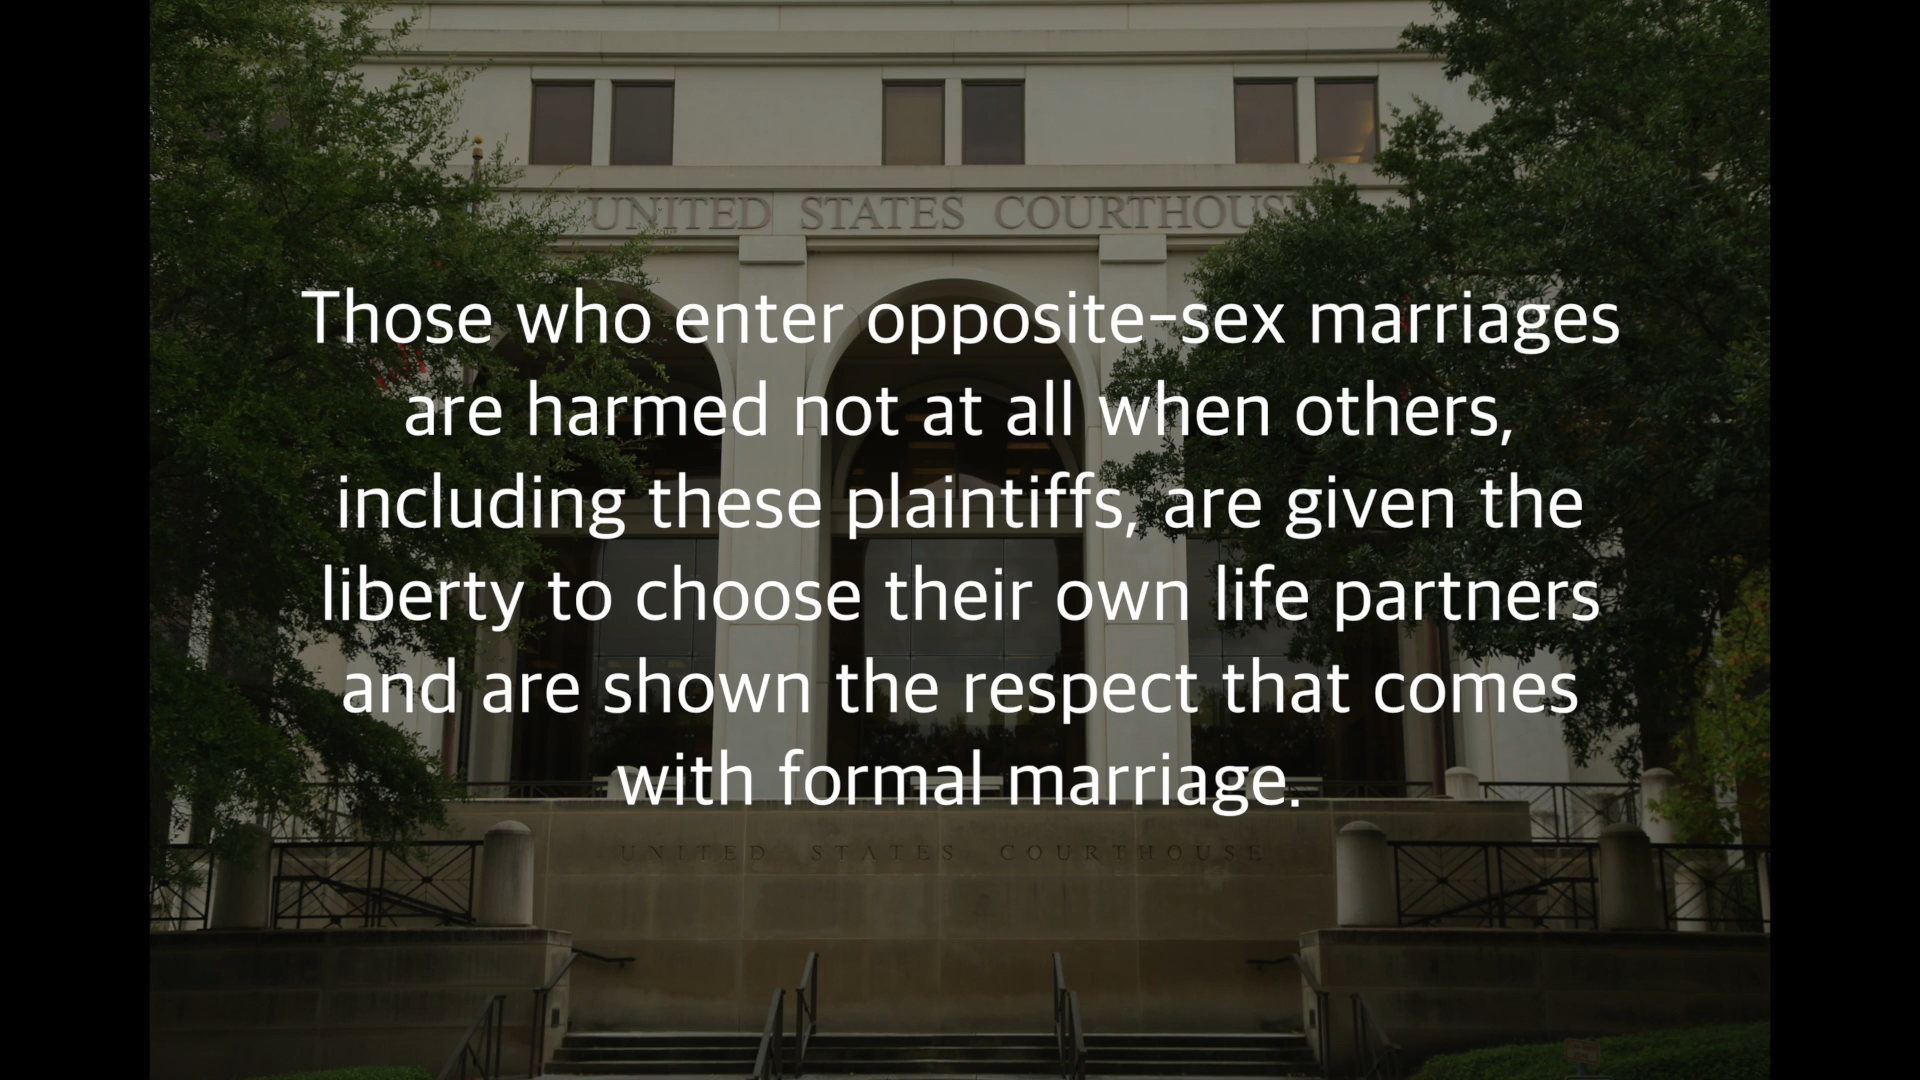 UNITED STATES COURTHOUS
Those who enter opposite-sex marriages
are harmed not at all when others,
including these plaintiffs, are given the
liberty to choose their own life partners
and are shown the respect that comes
with formal marriage.
UNITED STATES COURTHOUSE